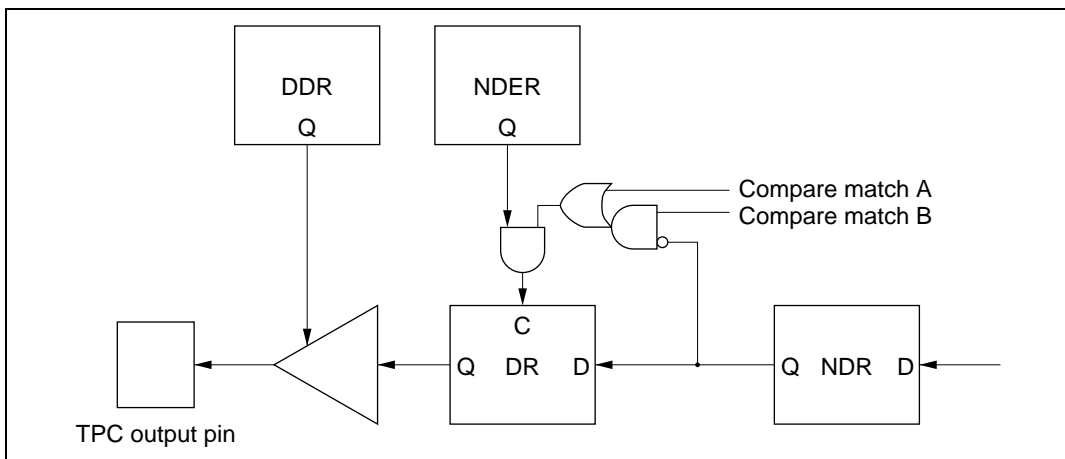 DDR
Q
NDER
Q
Compare match A
Compare match B
C
Q DR D
Q NDR D
TPC output pin